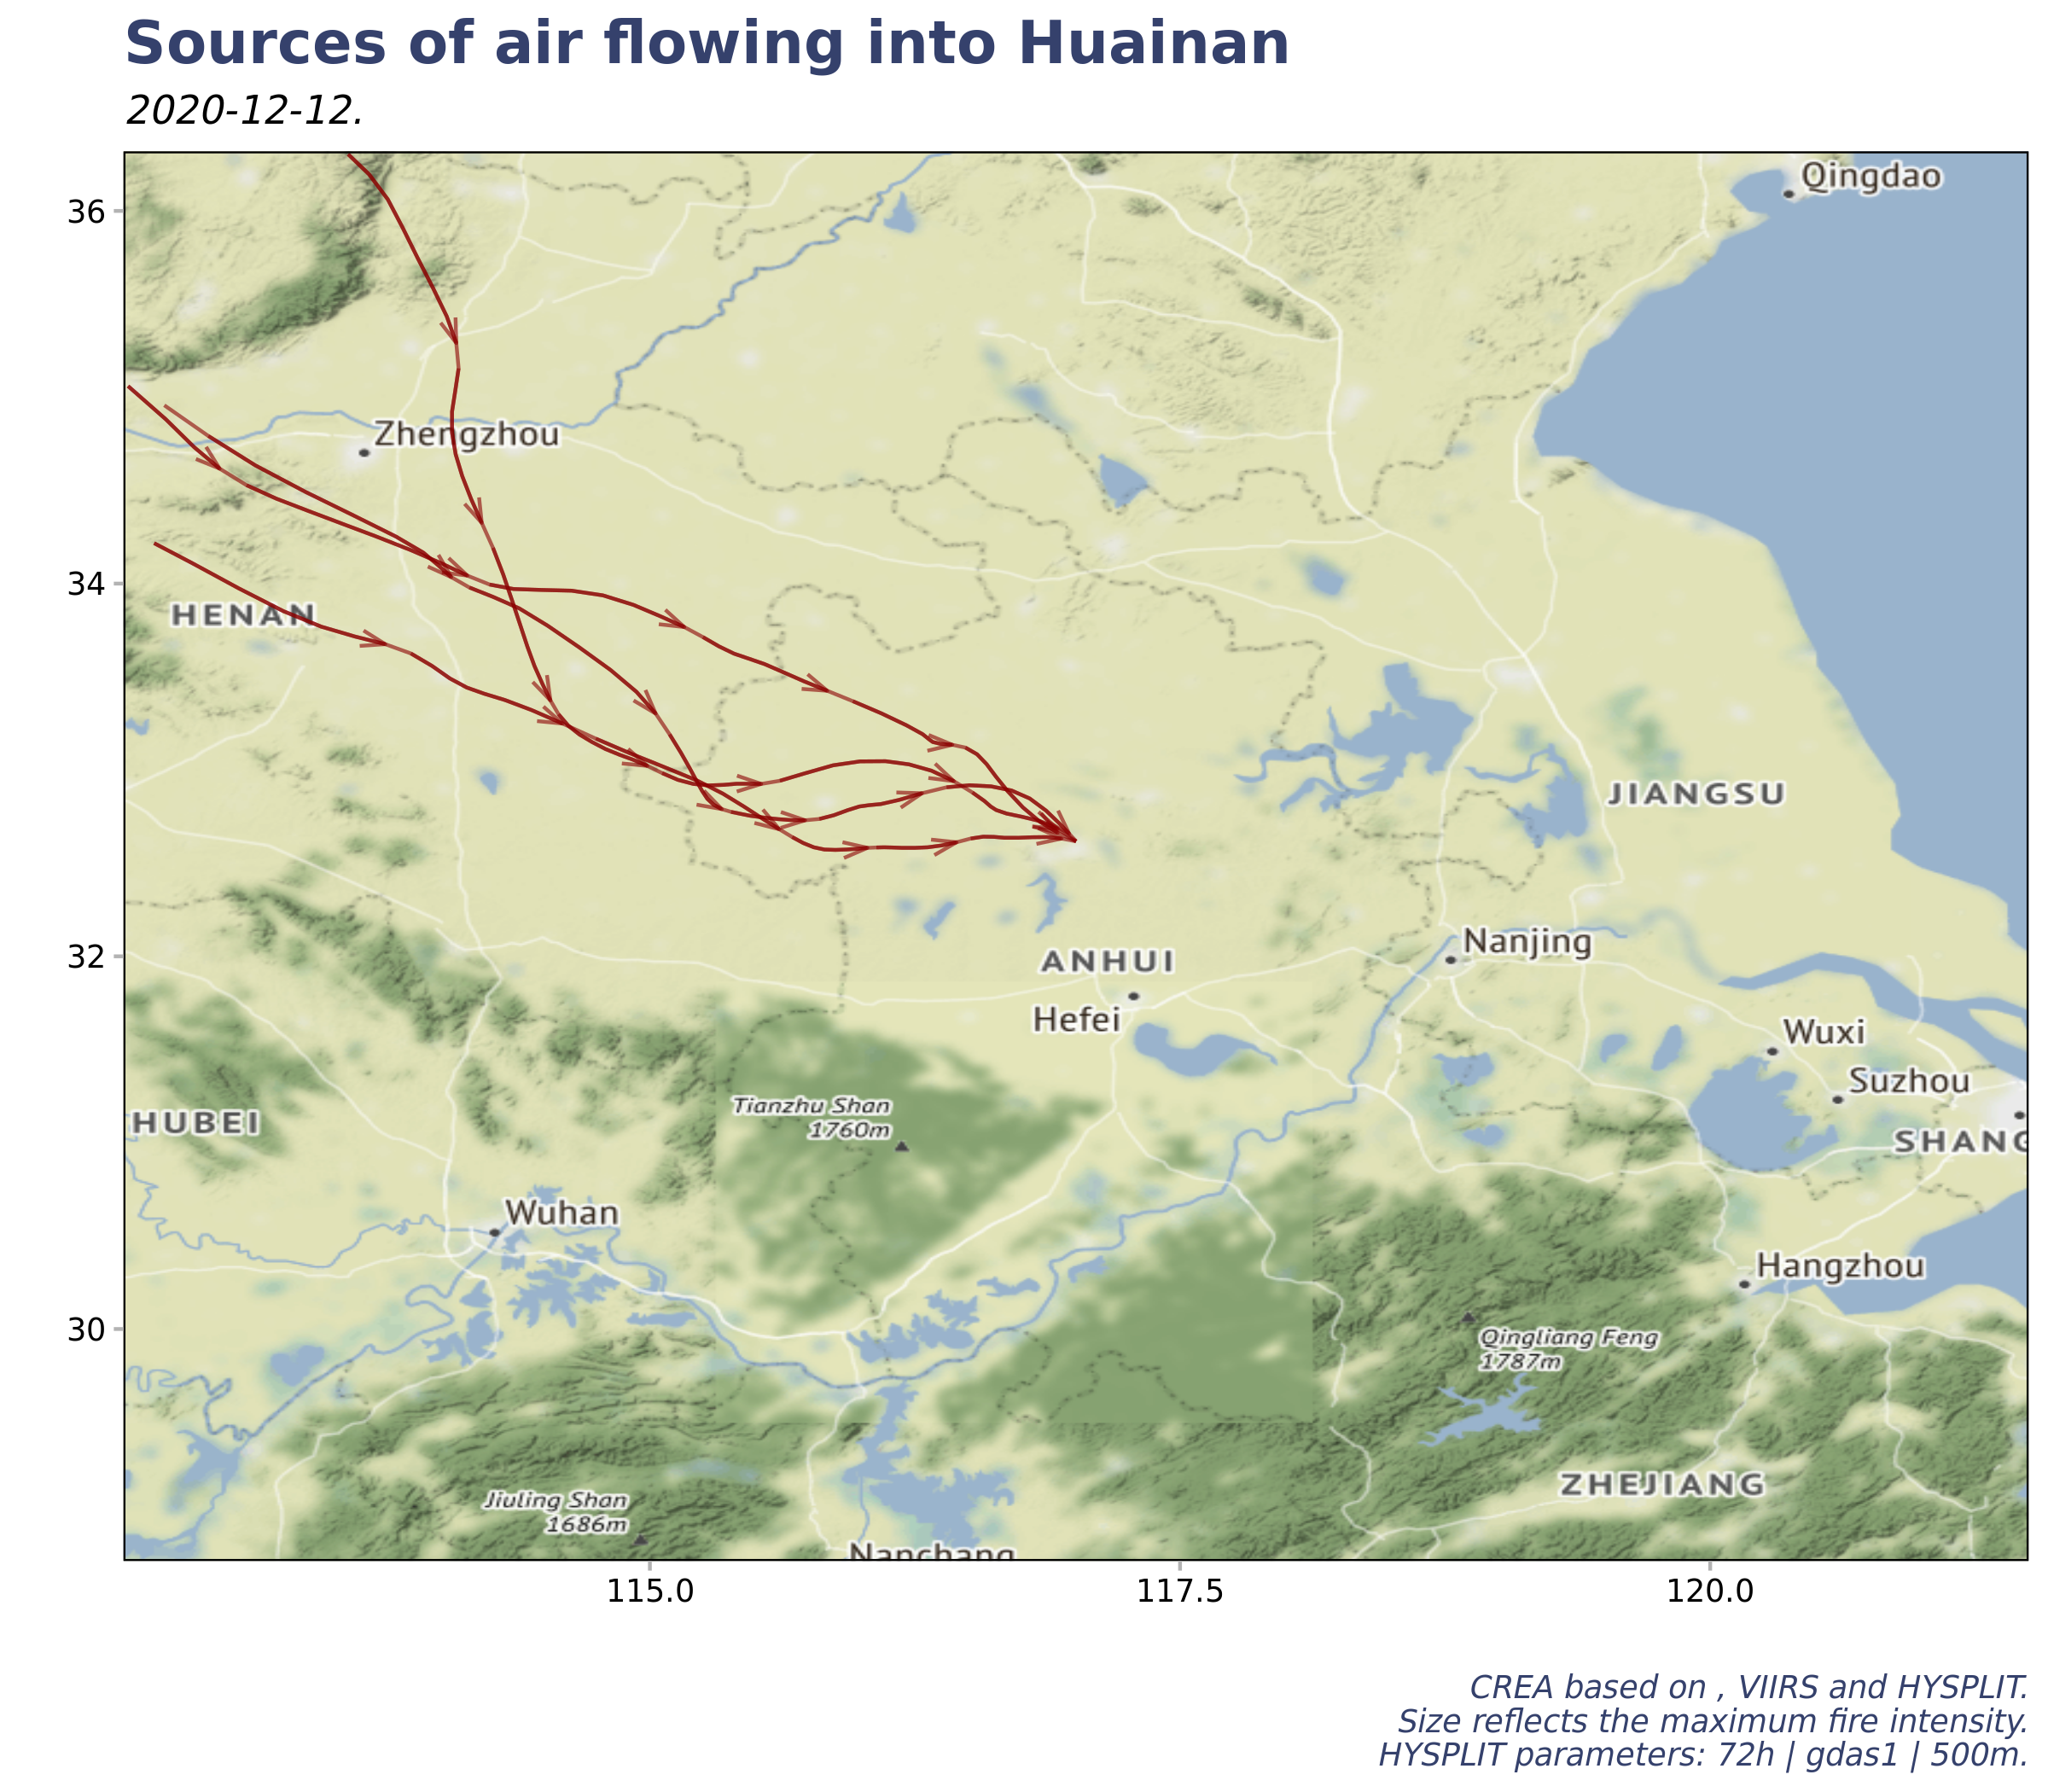 Sources of air flowing into Huainan
2020-12-12.
36
34
32
30
Qingdao
Zhengzhou
HENAN
JIANGSU
Nanjing
ANHUI
Hefei
Wuxi
Suzhou
SHANG
Tianzhu Shan
1760m
HUBEI
Wuhan
Hangzhou
Qingliang Feng
1787m
ZHEJIANG
Jiuling Shan
1686m
Nanchang
115.0
117.5
120.0
CREA based on , VIIRS and HYSPLIT.
Size reflects the maximum fire intensity.
HYSPLIT parameters: 72h | gdas1 | 500m.